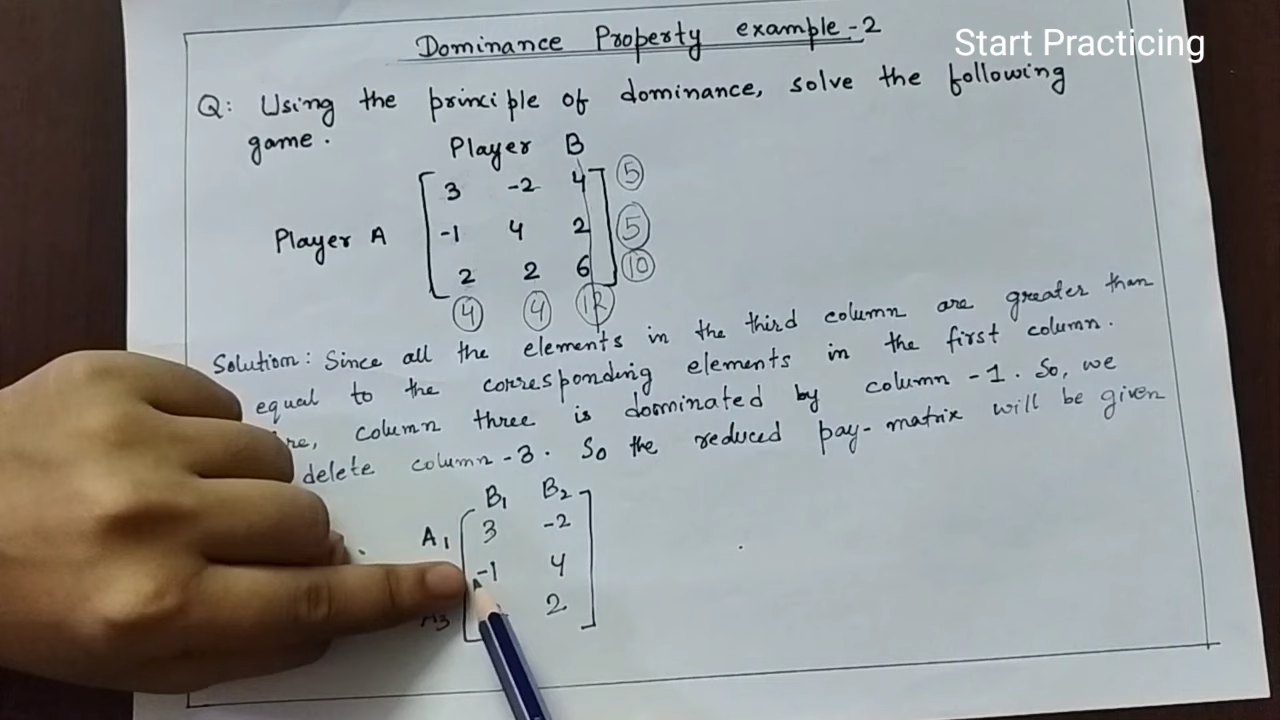 Dominance Property example-2
Start Practicing
Q: Using the principle of dominance, solve the following
game.
Player B
3 -2 4 5
Player A
-1 4 2 5
2 2 6 10
4 4 12
Solution: Since all the elements in the third column are greater than
equal to the corresponding elements in the first column.
column three is dominated by column -1. So, we
delete column-3. So the reduced pay-matrix will be given
B1 B2
A1 3 -2
-1 4
2